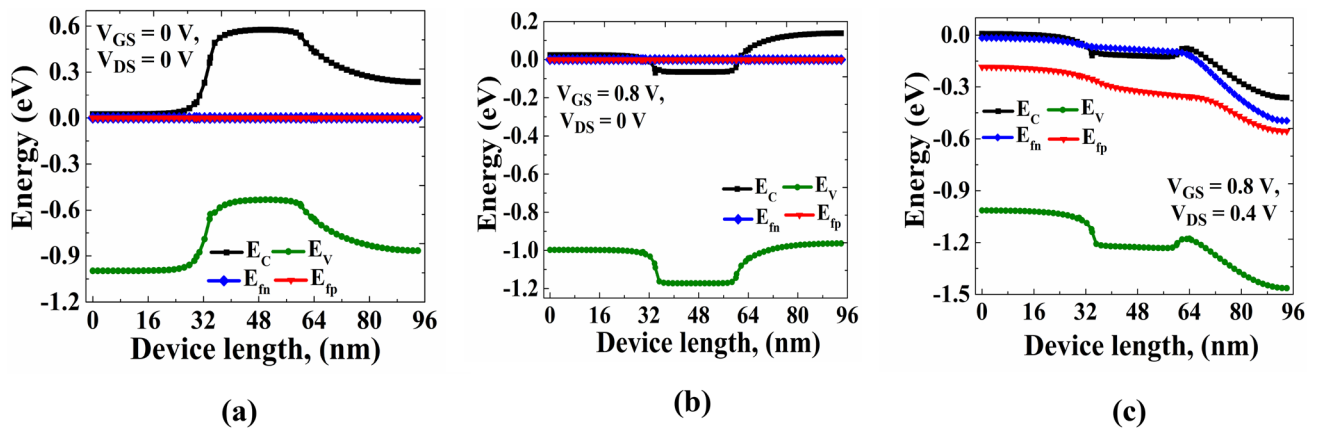 0.6
0.3
0.0
-0.3
-0.6
-0.9
-1.2
Energy (eV)
V_GS = 0 V,
V_DS = 0 V
E_C E_V
E_fn E_fp
0 16 32 48 64 80 96
Device length, (nm)
(a)
0.2
0.0
-0.2
-0.4
-0.6
-0.8
-1.0
-1.2
Energy (eV)
V_GS = 0.8 V,
V_DS = 0 V
E_C E_V
E_fn E_fp
0 16 32 48 64 80 96
Device length, (nm)
(b)
0.0
-0.3
-0.6
-0.9
-1.2
-1.5
Energy (eV)
E_C E_V
E_fn E_fp
V_GS = 0.8 V,
V_DS = 0.4 V
0 16 32 48 64 80 96
Device length, (nm)
(c)